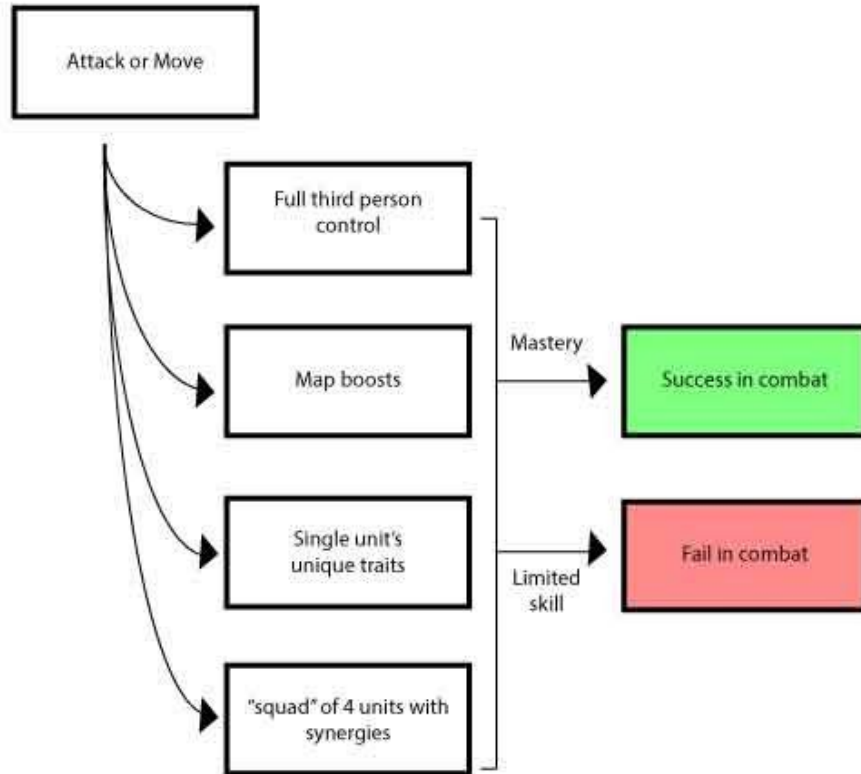 Attack or Move
Full third person
control
Map boosts
Single unit's
unique traits
"squad" of 4 units with
synergies
Mastery
Limited
skill
Success in combat
Fail in combat